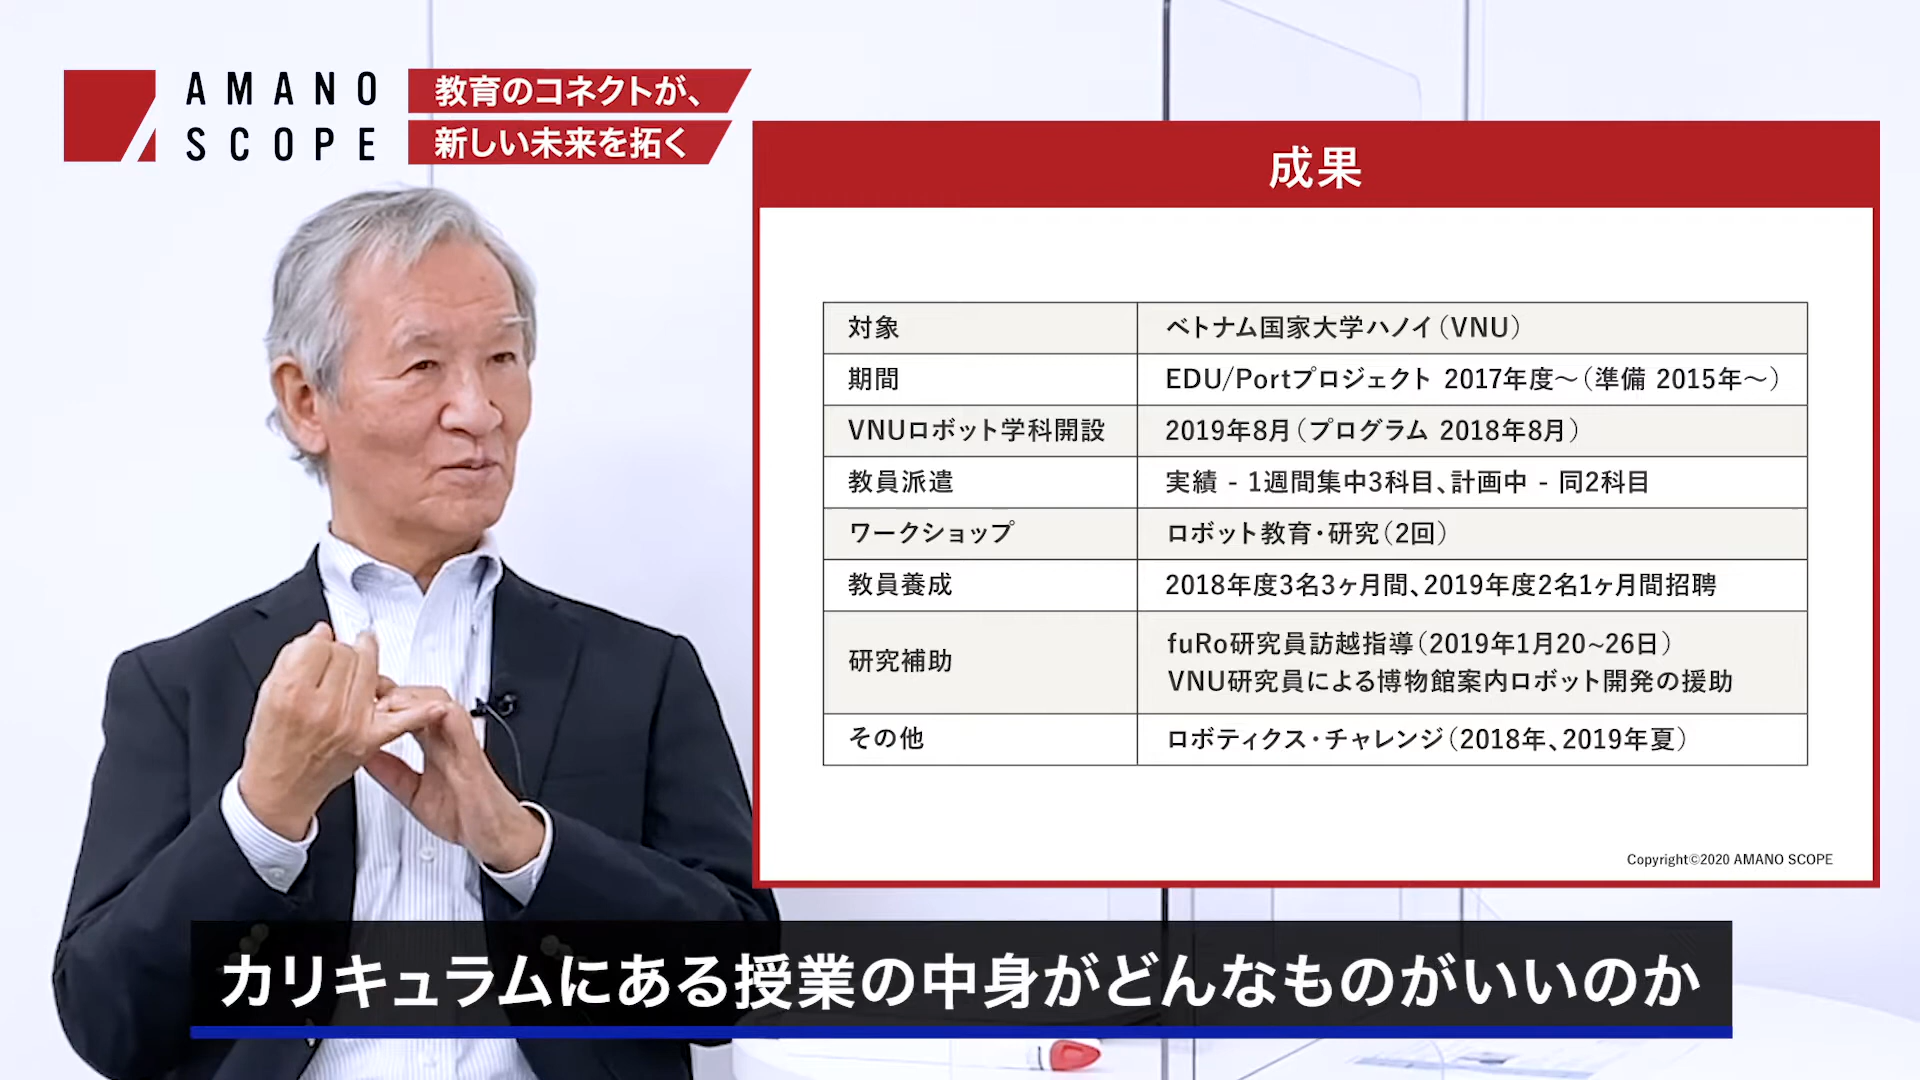 AMANO
SCOPE
教育のコネクトが、
新しい未来を拓く
成果
対象 ベトナム国家大学ハノイ（VNU）
期間 EDU/Portプロジェクト 2017年度～（準備 2015年～）
VNUロボット学科開設 2019年8月（プログラム 2018年8月）
教員派遣 実績 - 1週間集中3科目、計画中 - 同2科目
ワークショップ ロボット教育・研究（2回）
教員養成 2018年度3名3ヶ月間、2019年度2名1ヶ月間招聘
研究補助 fuRo研究員訪越指導（2019年1月20~26日）
VNU研究員による博物館案内ロボット開発の援助
その他 ロボティクス・チャレンジ（2018年、2019年夏）
Copyright©2020 AMANO SCOPE
カリキュラムにある授業の中身がどんなものがいいのか